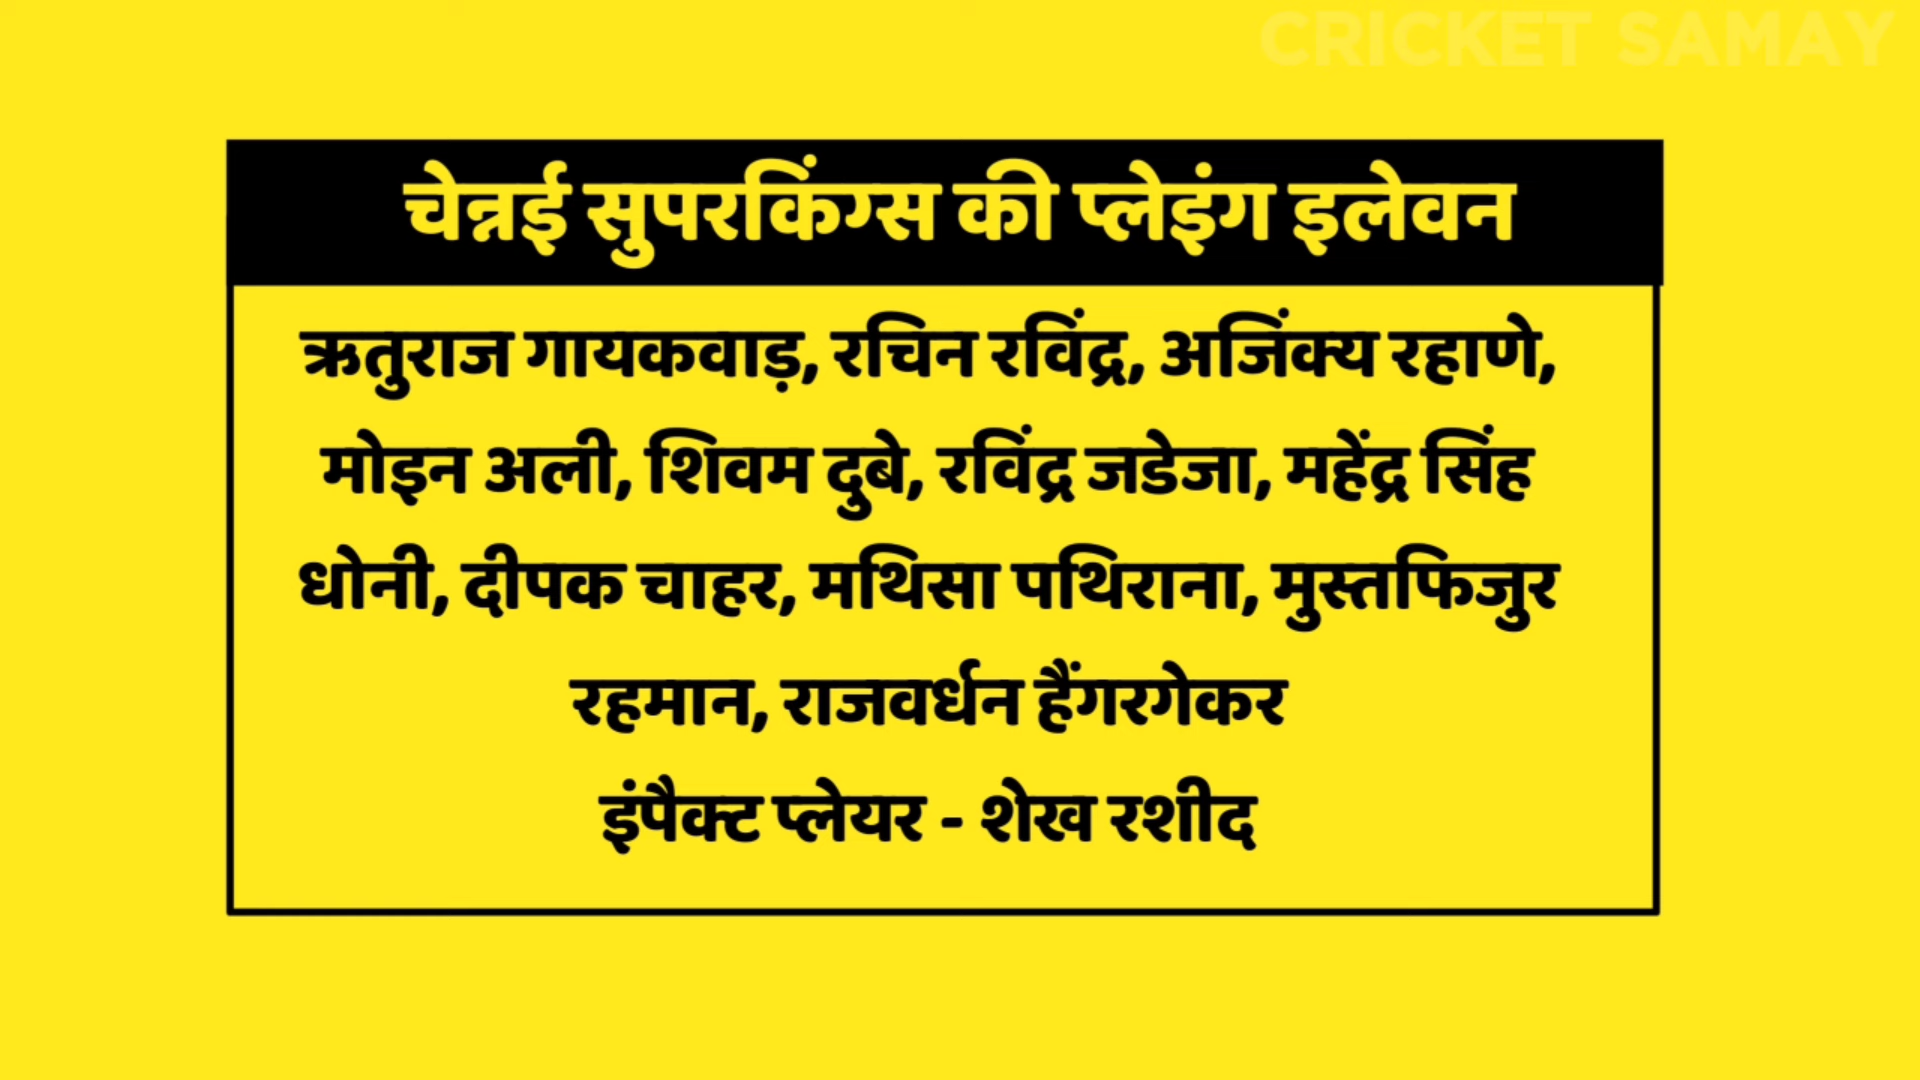 CRICKET SAMAY
चेन्नई सुपरकिंग्स की प्लेइंग इलेवन
ऋतुराज गायकवाड़, रचिन रविंद्र, अजिंक्य रहाणे,
मोइन अली, शिवम दुबे, रविंद्र जडेजा, महेंद्र सिंह
धोनी, दीपक चाहर, मथिसा पथिराना, मुस्तफिजुर
रहमान, राजवर्धन हैंगरगेकर
इंपैक्ट प्लेयर - शेख रशीद